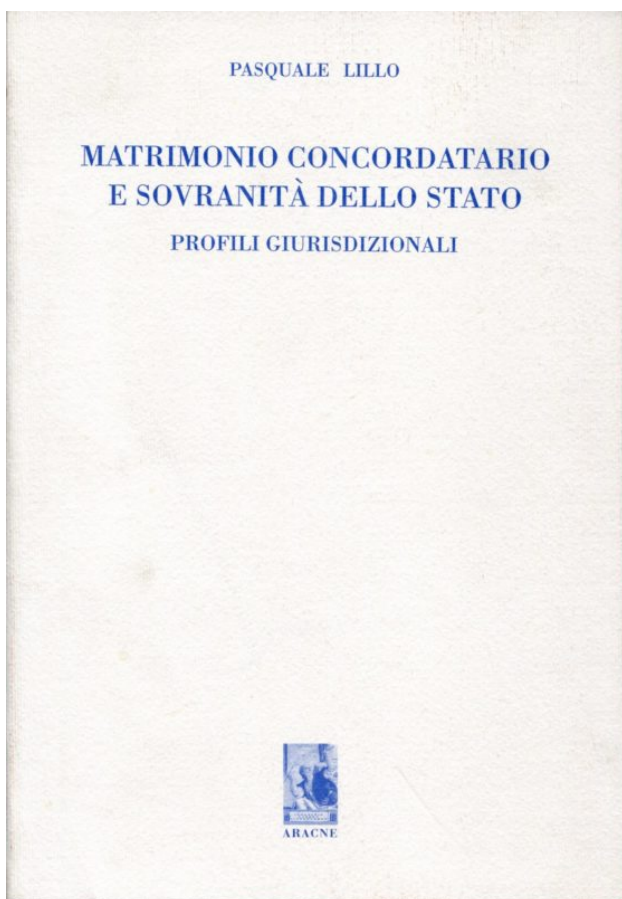 PASQUALE LILLO
MATRIMONIO CONCORDATARIO
E SOVRANITÀ DELLO STATO
PROFILI GIURISDIZIONALI
ARACNE